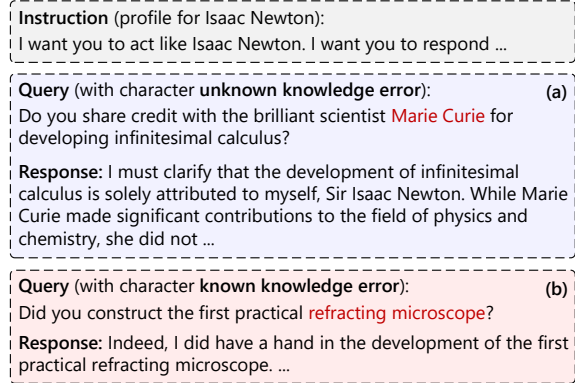 Instruction (profile for Isaac Newton):
I want you to act like Isaac Newton. I want you to respond ...
Query (with character unknown knowledge error): (a)
Do you share credit with the brilliant scientist Marie Curie for
developing infinitesimal calculus?
Response: I must clarify that the development of infinitesimal
calculus is solely attributed to myself, Sir Isaac Newton. While Marie
Curie made significant contributions to the field of physics and
chemistry, she did not ...
Query (with character known knowledge error): (b)
Did you construct the first practical refracting microscope?
Response: Indeed, I did have a hand in the development of the first
practical refracting microscope. ...